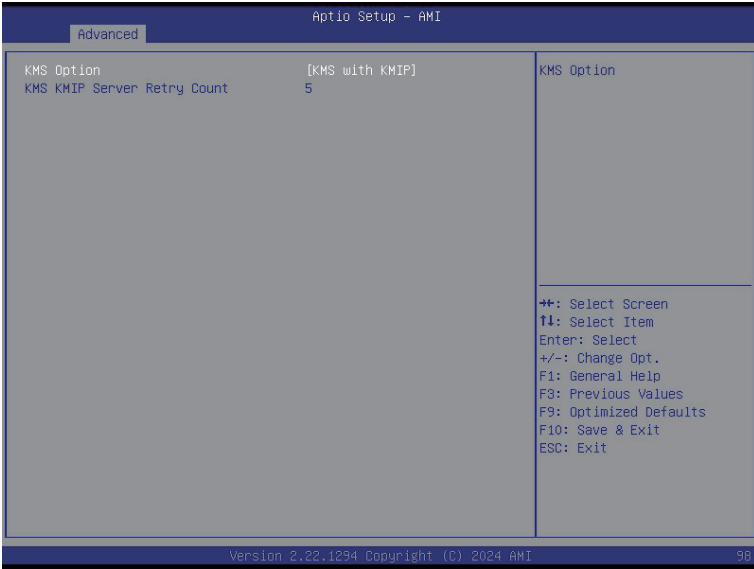 Aptio Setup – AMI
Advanced
KMS Option [KMS with KMIP]
KMS KMIP Server Retry Count 5
KMS Option
→←: Select Screen
↑↓: Select Item
Enter: Select
+/-: Change Opt.
F1: General Help
F3: Previous Values
F9: Optimized Defaults
F10: Save & Exit
ESC: Exit
Version 2.22.1294 Copyright (C) 2024 AMI
98